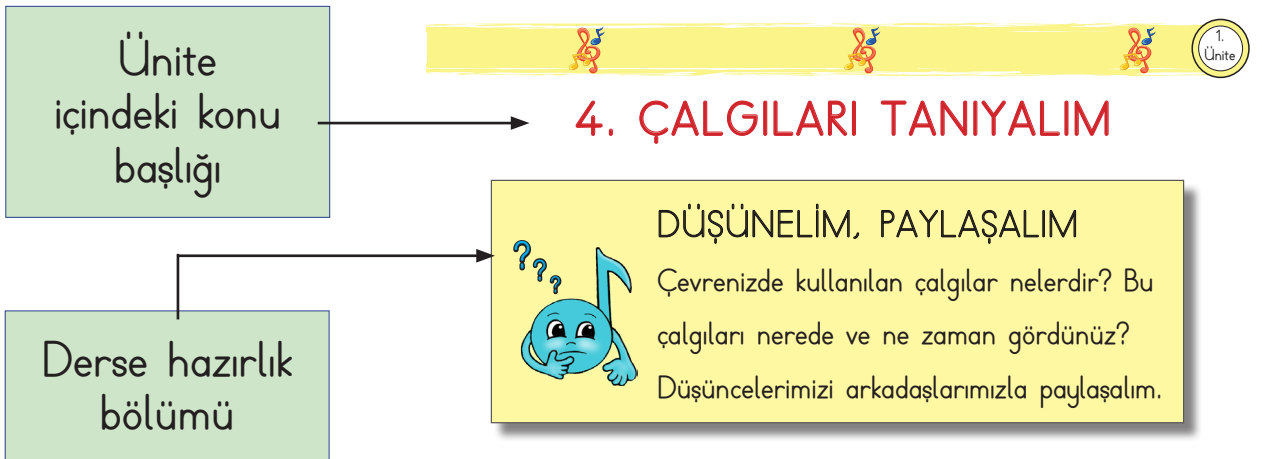 Ünite
içindeki konu
başlığı
1.
Ünite
4. ÇALGILARI TANIYALIM
DÜŞÜNELİM, PAYLAŞALIM
Çevrenizde kullanılan çalgılar nelerdir? Bu
çalgıları nerede ve ne zaman gördünüz?
Düşüncelerimizi arkadaşlarımızla paylaşalım.
Derse hazırlık
bölümü